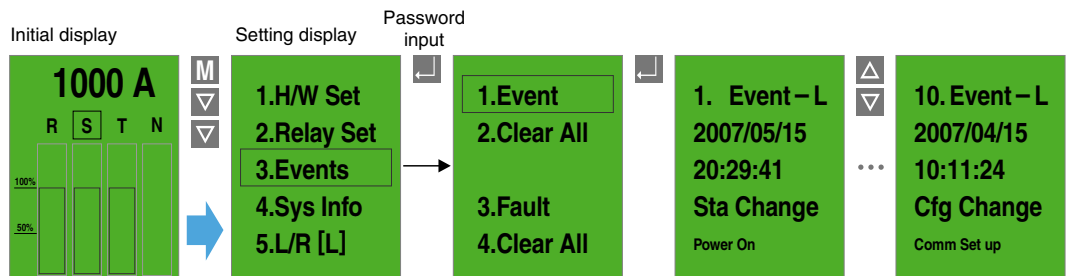 Initial display
1000 A
R S T N
100%
50%
M
Setting display
1.H/W Set
2.Relay Set
3.Events
4.Sys Info
5.L/R [L]
Password
input
1.Event
2.Clear All
3.Fault
4.Clear All
1. Event – L
2007/05/15
20:29:41
Sta Change
Power On
...
10. Event – L
2007/04/15
10:11:24
Cfg Change
Comm Set up